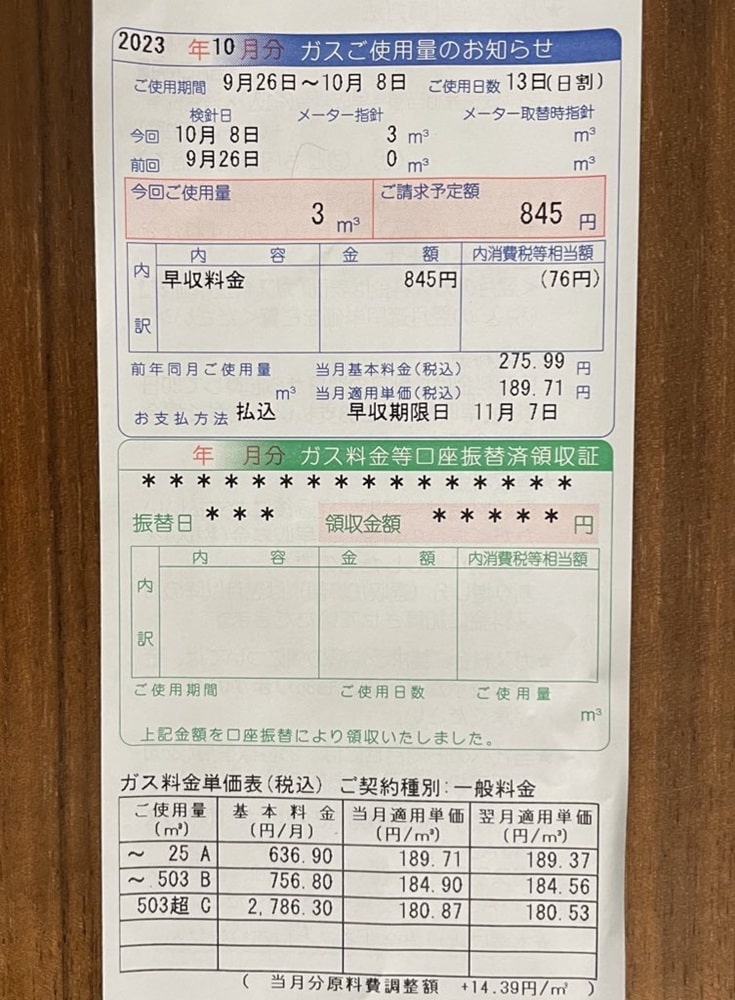 2023 年10月分 ガスご使用量のお知らせ
ご使用期間 9月26日～10月 8日 ご使用日数 13日(日割)
検針日 メーター指針 メーター取替時指針
今回 10月 8日 3 m³ m³
前回 9月26日 0 m³ m³
今回ご使用量 ご請求予定額
3 m³ 845 円
内訳 内容 金額 内消費税等相当額
早収料金 845円 (76円)
前年同月ご使用量 当月基本料金(税込) 275.99 円
m³ 当月適用単価(税込) 189.71 円
お支払方法 払込 早収期限日 11月 7日
年 月分 ガス料金等口座振替済領収証
＊＊＊＊＊＊＊＊＊＊＊＊＊＊＊＊
振替日 ＊＊＊ 領収金額 ＊＊＊＊＊ 円
内訳 内容 金額 内消費税等相当額
ご使用期間 ご使用日数 ご使用量
m³
上記金額を口座振替により領収いたしました。
ガス料金単価表(税込) ご契約種別:一般料金
ご使用量 基本料金 当月適用単価 翌月適用単価
(m³) (円/月) (円/m³) (円/m³)
～ 25 A 636.90 189.71 189.37
～ 503 B 756.80 184.90 184.56
503超 C 2,786.30 180.87 180.53
( 当月分原料費調整額 +14.39円/m³ )